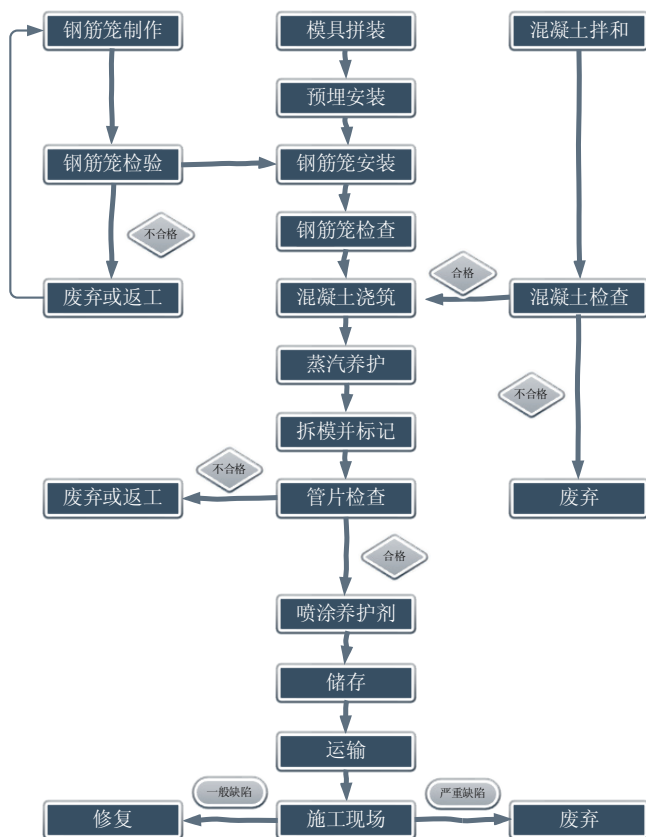 钢筋笼制作
模具拼装
混凝土拌和
预埋安装
钢筋笼检验
钢筋笼安装
不合格
钢筋笼检查
合格
废弃或返工
混凝土浇筑
混凝土检查
蒸汽养护
不合格
拆模并标记
不合格
废弃或返工
管片检查
废弃
合格
喷涂养护剂
储存
运输
一般缺陷
严重缺陷
修复
施工现场
废弃